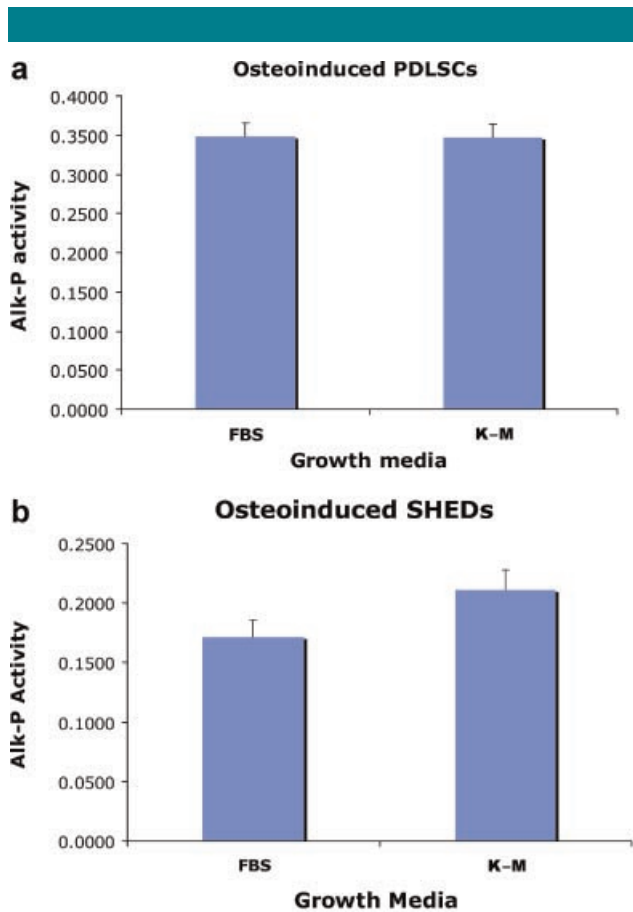 a
Osteoinduced PDLSCs
0.4000
0.3500
0.3000
0.2500
0.2000
0.1500
0.1000
0.0500
0.0000
Alk-P activity
FBS
K–M
Growth media
b
Osteoinduced SHEDs
0.2500
0.2000
0.1500
0.1000
0.0500
0.0000
Alk-P Activity
FBS
K–M
Growth Media